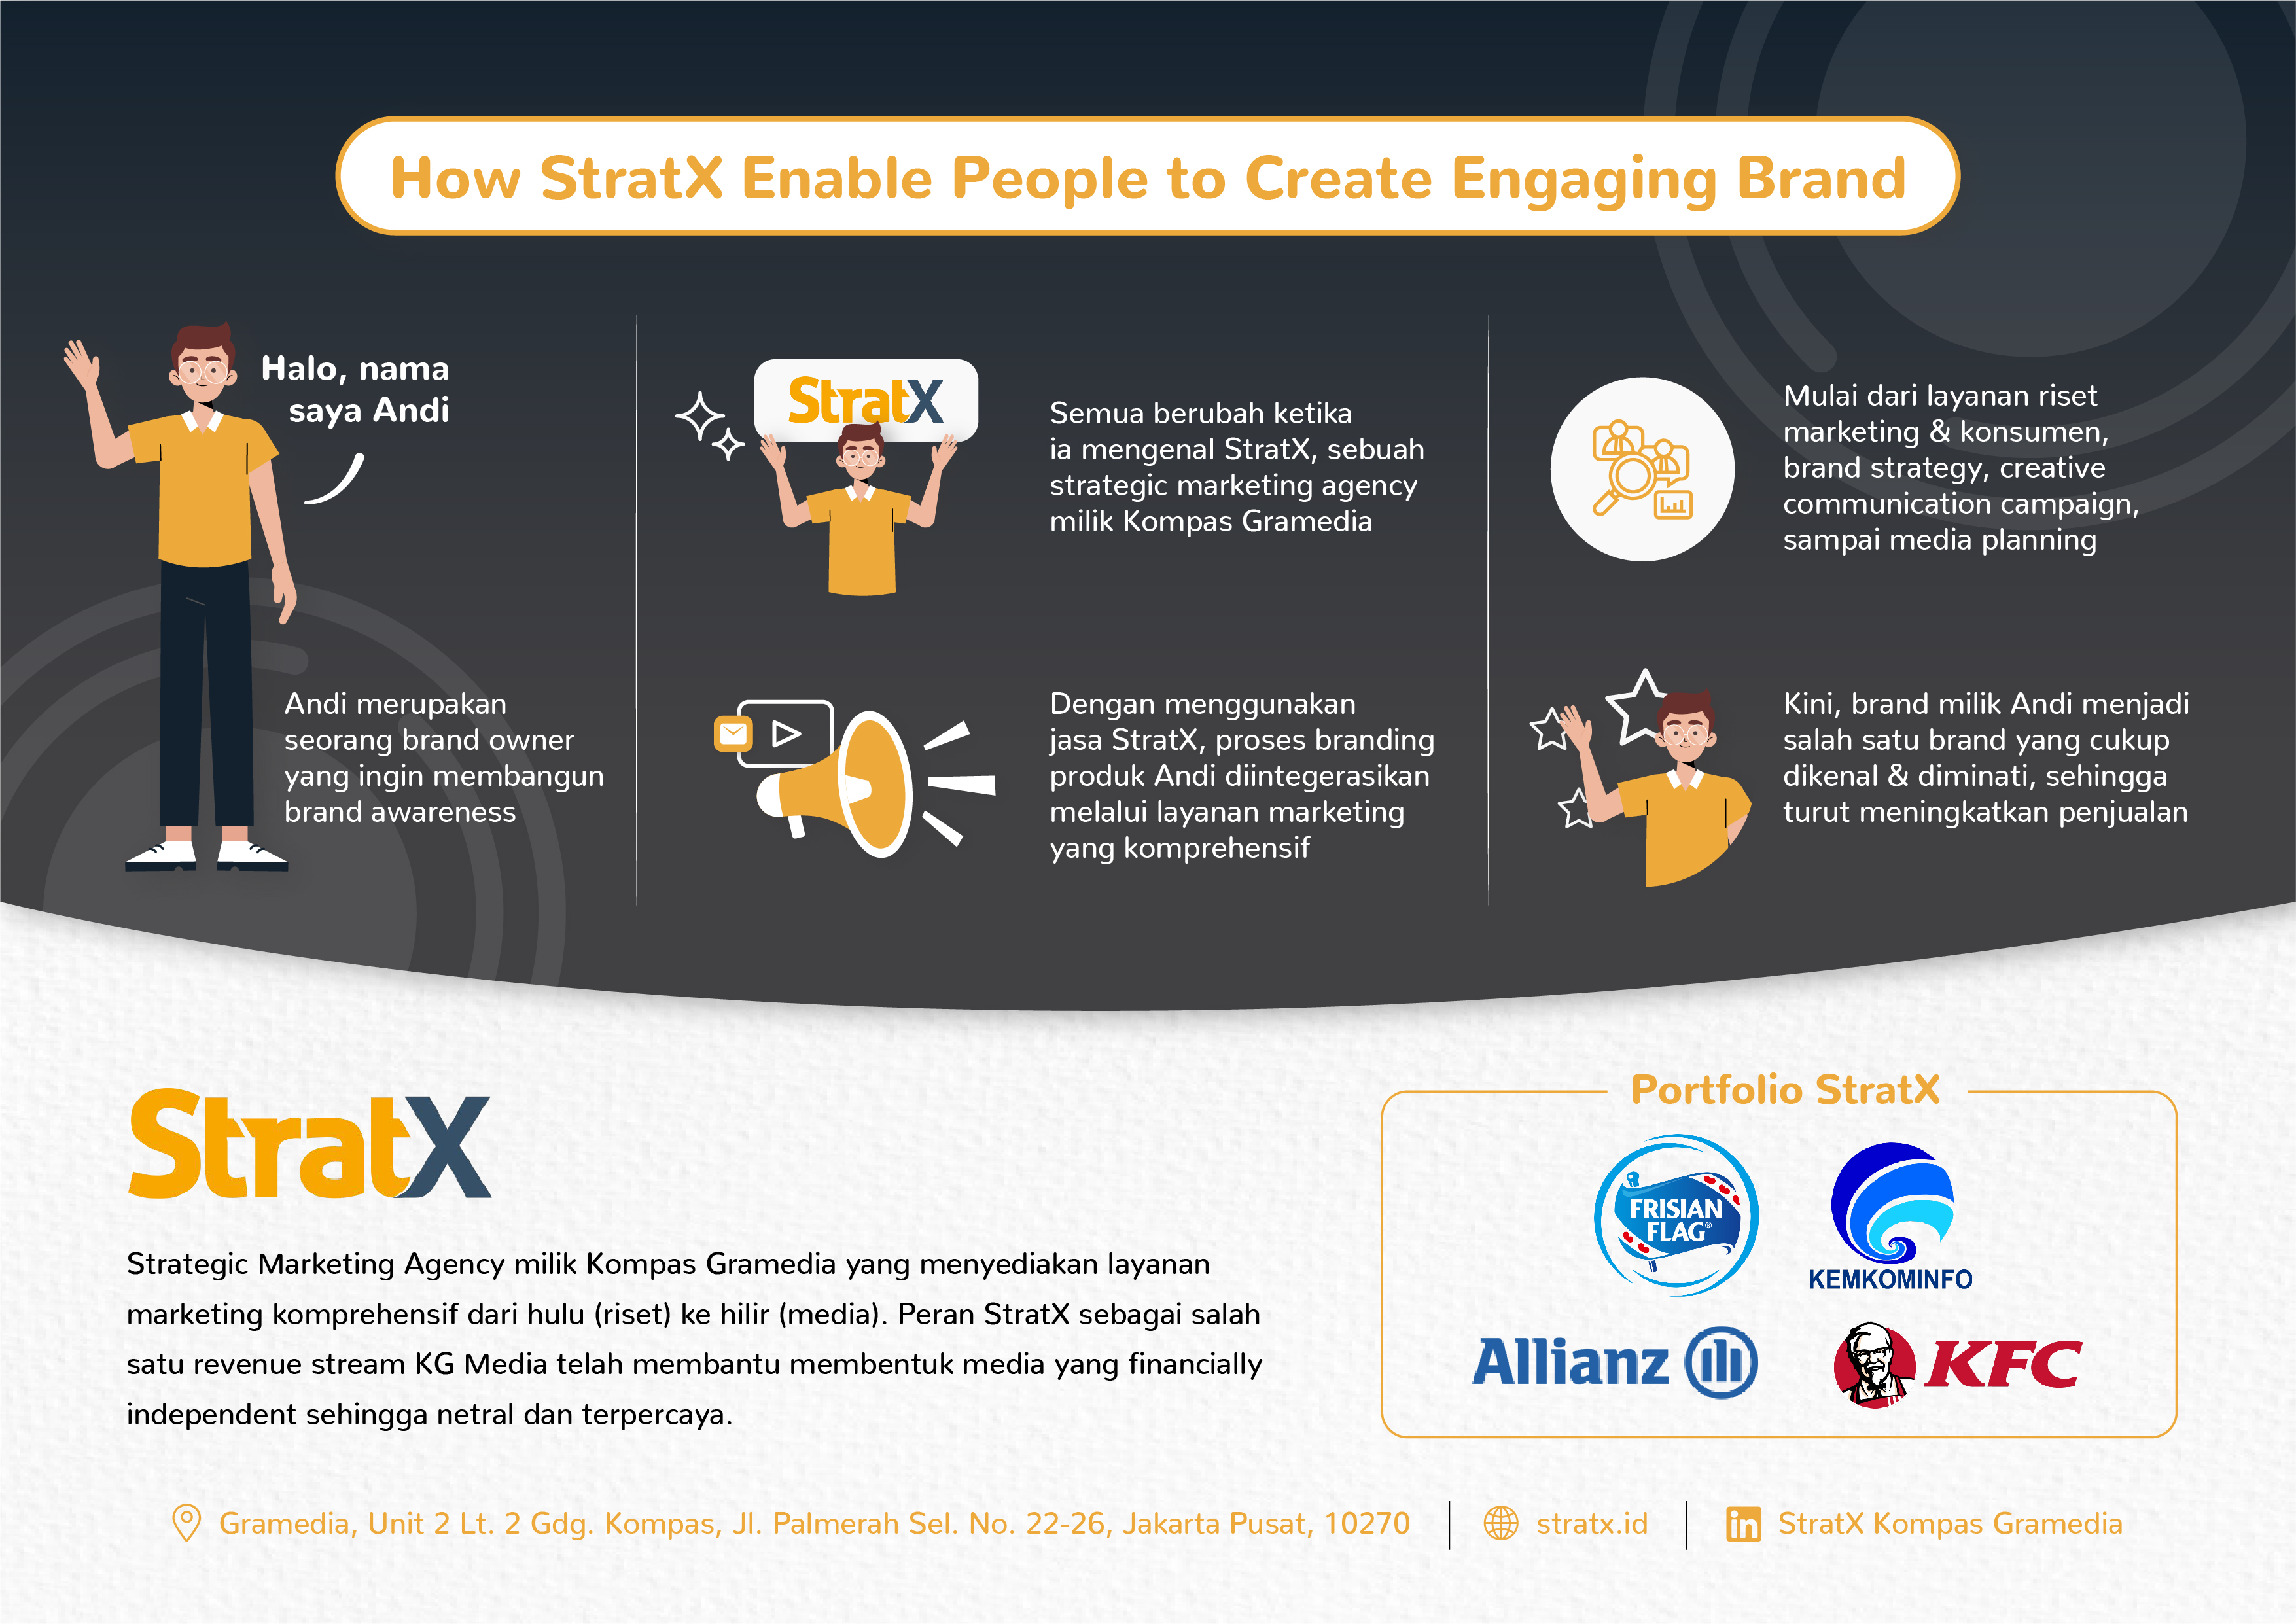 How StratX Enable People to Create Engaging Brand
Halo, nama
saya Andi
Andi merupakan
seorang brand owner
yang ingin membangun
brand awareness
StratX
Semua berubah ketika
ia mengenal StratX, sebuah
strategic marketing agency
milik Kompas Gramedia
Dengan menggunakan
jasa StratX, proses branding
produk Andi diintegerasikan
melalui layanan marketing
yang komprehensif
Mulai dari layanan riset
marketing & konsumen,
brand strategy, creative
communication campaign,
sampai media planning
Kini, brand milik Andi menjadi
salah satu brand yang cukup
dikenal & diminati, sehingga
turut meningkatkan penjualan
StratX
Strategic Marketing Agency milik Kompas Gramedia yang menyediakan layanan
marketing komprehensif dari hulu (riset) ke hilir (media). Peran StratX sebagai salah
satu revenue stream KG Media telah membantu membentuk media yang financially
independent sehingga netral dan terpercaya.
Portfolio StratX
FRISIAN
FLAG®
KEMKOMINFO
Allianz
KFC
Gramedia, Unit 2 Lt. 2 Gdg. Kompas, Jl. Palmerah Sel. No. 22-26, Jakarta Pusat, 10270
stratx.id
in StratX Kompas Gramedia